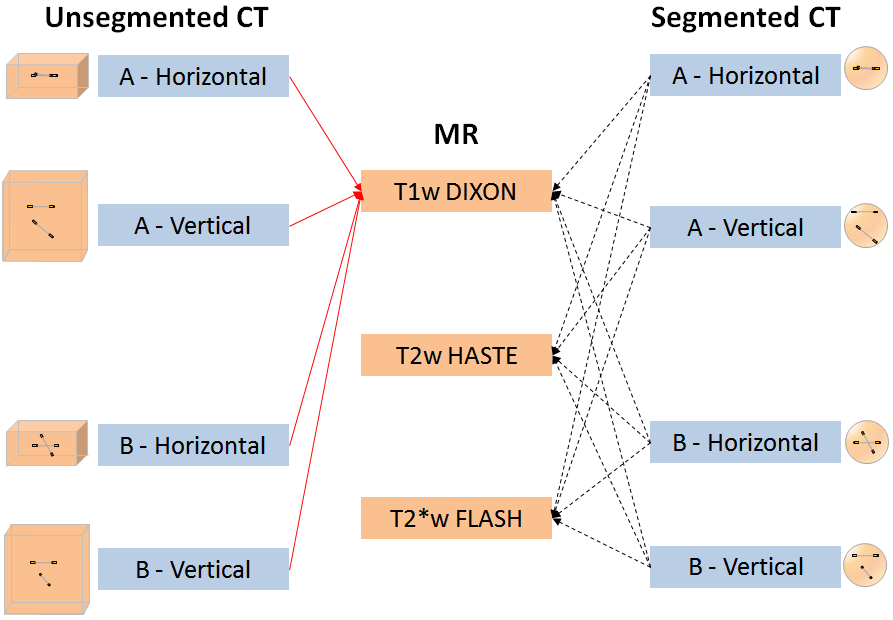 Unsegmented CT
Segmented CT
A - Horizontal
A - Horizontal
MR
T1w DIXON
A - Vertical
A - Vertical
T2w HASTE
B - Horizontal
B - Horizontal
T2*w FLASH
B - Vertical
B - Vertical